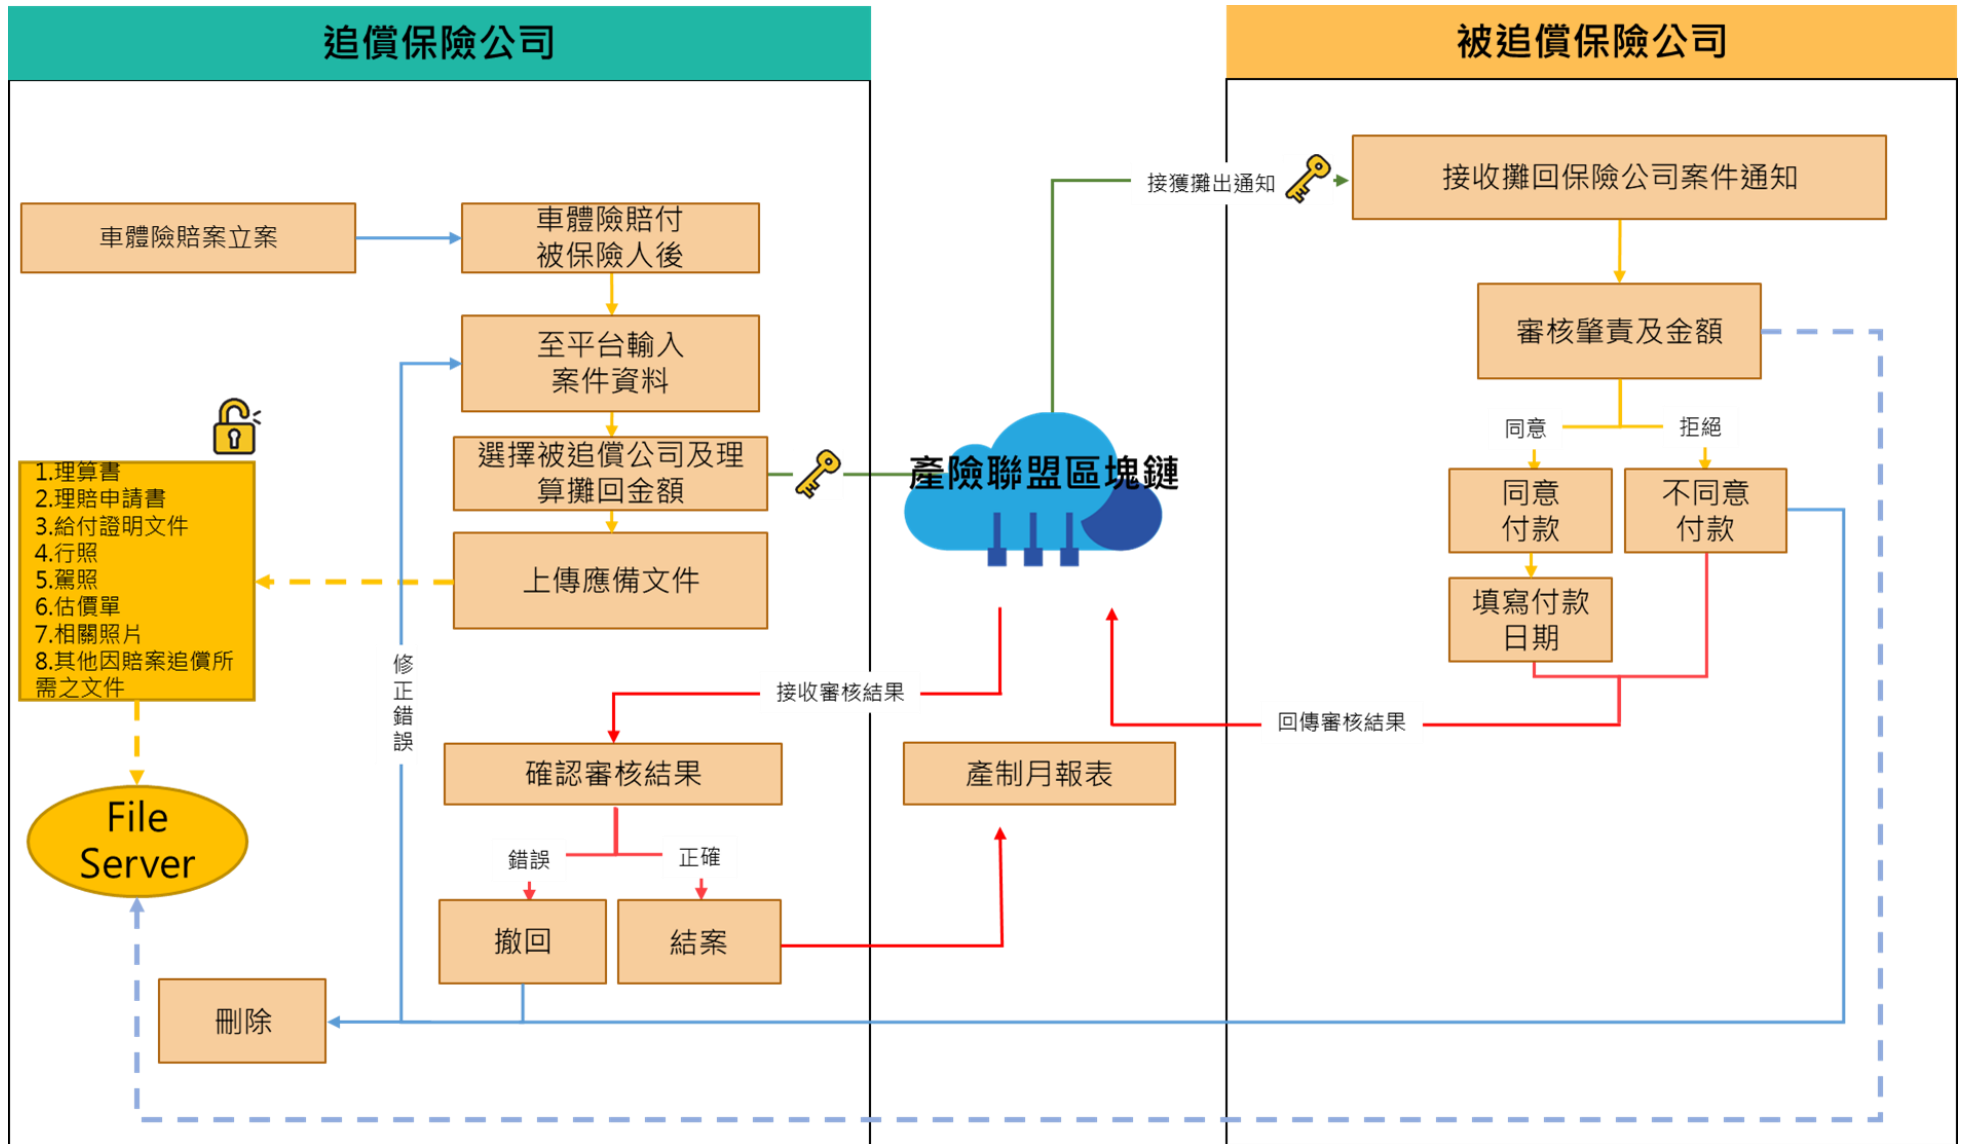 追償保險公司
被追償保險公司
車體險賠案立案
車體險賠付
被保險人後
至平台輸入
案件資料
選擇被追償公司及理
算攤回金額
上傳應備文件
1.理算書
2.理賠申請書
3.給付證明文件
4.行照
5.駕照
6.估價單
7.相關照片
8.其他因賠案追償所
需之文件
File
Server
修
正
錯
誤
產險聯盟區塊鏈
接獲攤出通知
接收攤回保險公司案件通知
審核肇責及金額
同意
拒絕
同意
付款
不同意
付款
填寫付款
日期
回傳審核結果
接收審核結果
確認審核結果
錯誤
正確
撤回
結案
產制月報表
刪除